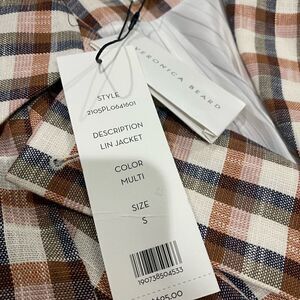 VERONICA BEARD
STYLE
2105PL0641601
DESCRIPTION
LIN JACKET
COLOR
MULTI
SIZE
S
190738504533